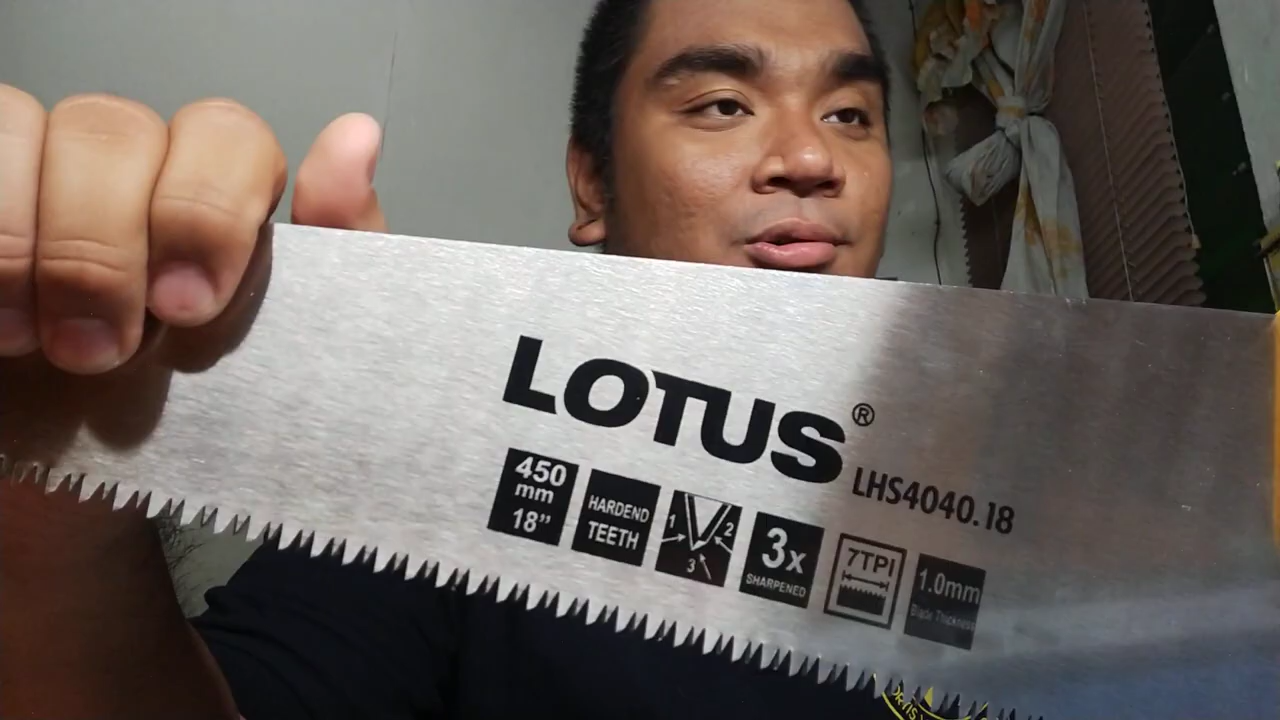 LOTUS®
LHS4040.18
450
mm
18”
HARDEND
TEETH
1 2
3
3x
SHARPENED
7TPI
1.0mm
Blade Thickness